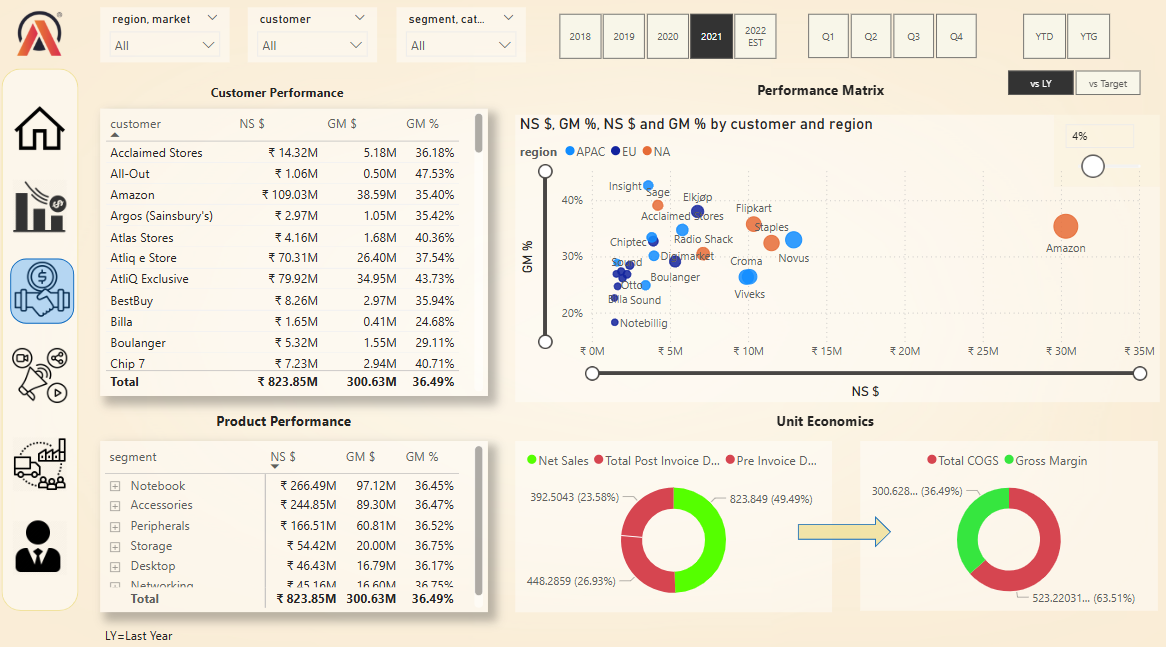 region, market
customer
segment, cat...
All
All
All
2018
2019
2020
2021
2022
EST
Q1
Q2
Q3
Q4
YTD
YTG
vs LY
vs Target
Customer Performance
customer NS $ GM $ GM %
Acclaimed Stores ₹ 14.32M 5.18M 36.18%
All-Out ₹ 1.06M 0.50M 47.53%
Amazon ₹ 109.03M 38.59M 35.40%
Argos (Sainsbury's) ₹ 2.97M 1.05M 35.42%
Atlas Stores ₹ 4.16M 1.68M 40.36%
Atliq e Store ₹ 70.31M 26.40M 37.54%
AtliQ Exclusive ₹ 79.92M 34.95M 43.73%
BestBuy ₹ 8.26M 2.97M 35.94%
Billa ₹ 1.65M 0.41M 24.68%
Boulanger ₹ 5.32M 1.55M 29.11%
Chip 7 ₹ 7.23M 2.94M 40.71%
Total ₹ 823.85M 300.63M 36.49%
Performance Matrix
NS $, GM %, NS $ and GM % by customer and region
region APAC EU NA
4%
GM %
40%
30%
20%
Insight
Sage
Elkjøp
Acclaimed Stores
Flipkart
Staples
Chiptec
Radio Shack
Novus
Amazon
Sound
Digimarket
Croma
Otto
Boulanger
Viveks
Billa
Sound
Notebillig
₹ 0M ₹ 5M ₹ 10M ₹ 15M ₹ 20M ₹ 25M ₹ 30M ₹ 35M
NS $
Product Performance
segment NS $ GM $ GM %
Notebook ₹ 266.49M 97.12M 36.45%
Accessories ₹ 244.85M 89.30M 36.47%
Peripherals ₹ 166.51M 60.81M 36.52%
Storage ₹ 54.42M 20.00M 36.75%
Desktop ₹ 46.43M 16.79M 36.17%
Networking ₹ 45.16M 16.60M 36.75%
Total ₹ 823.85M 300.63M 36.49%
Unit Economics
Net Sales Total Post Invoice D... Pre Invoice D...
392.5043 (23.58%)
823.849 (49.49%)
448.2859 (26.93%)
Total COGS Gross Margin
300.628... (36.49%)
523.22031... (63.51%)
LY=Last Year